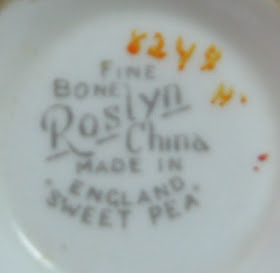 8248
H.
FINE
BONE
Roslyn
China
MADE IN
ENGLAND
"SWEET PEA"